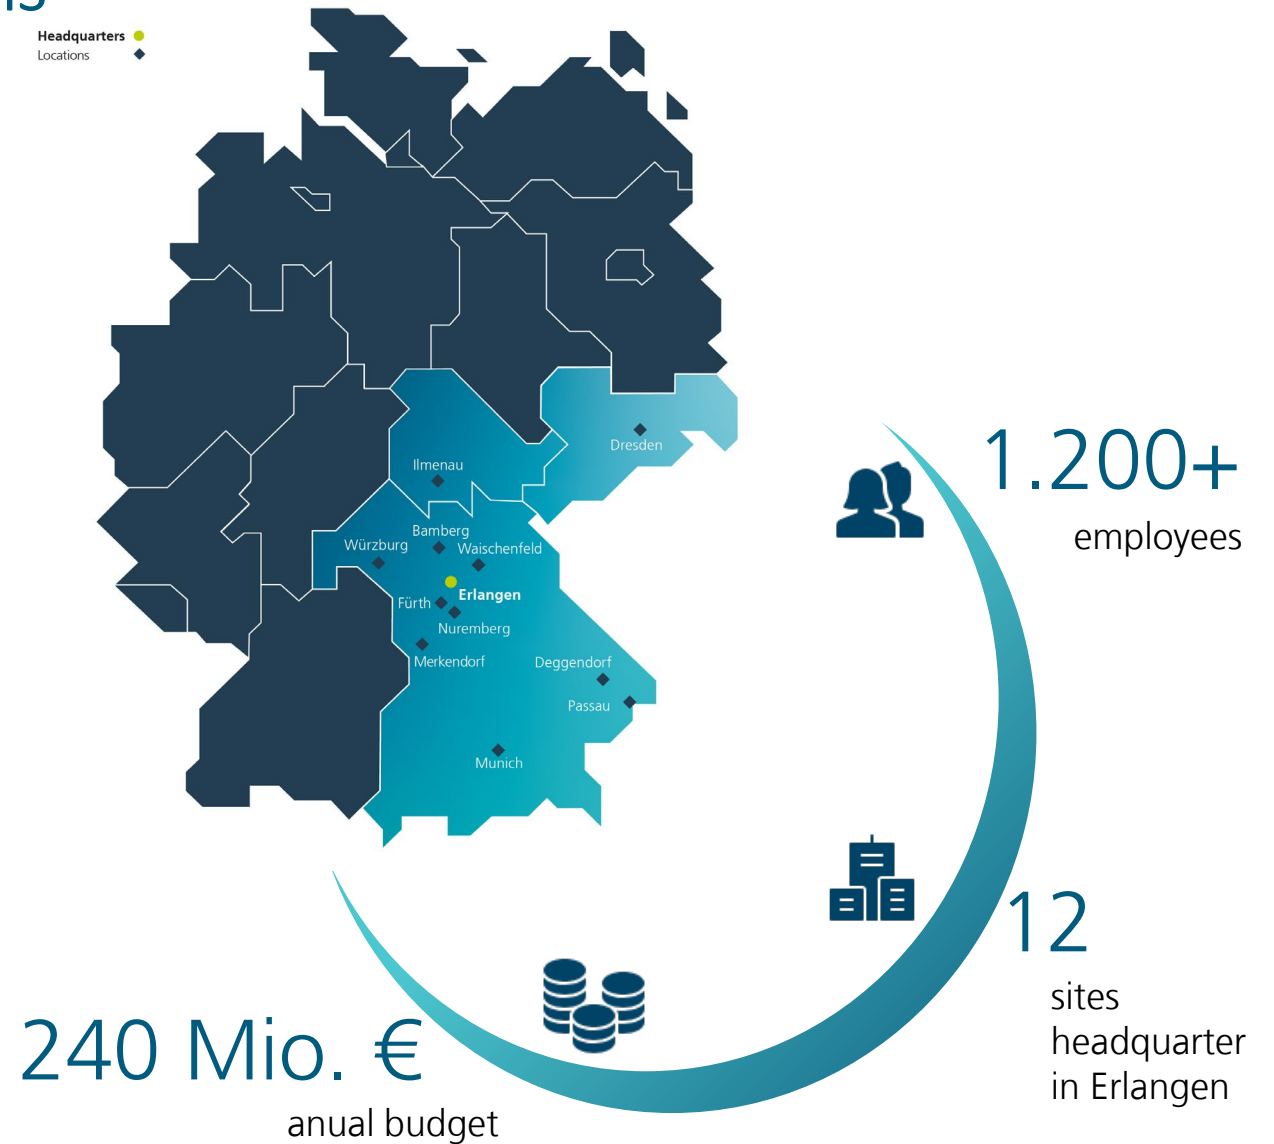 Headquarters
Locations
Dresden
Ilmenau
Bamberg
Würzburg
Waischenfeld
Erlangen
Fürth
Nuremberg
Merkendorf
Deggendorf
Passau
Munich
1.200+
employees
12
sites
headquarter
in Erlangen
240 Mio. €
anual budget